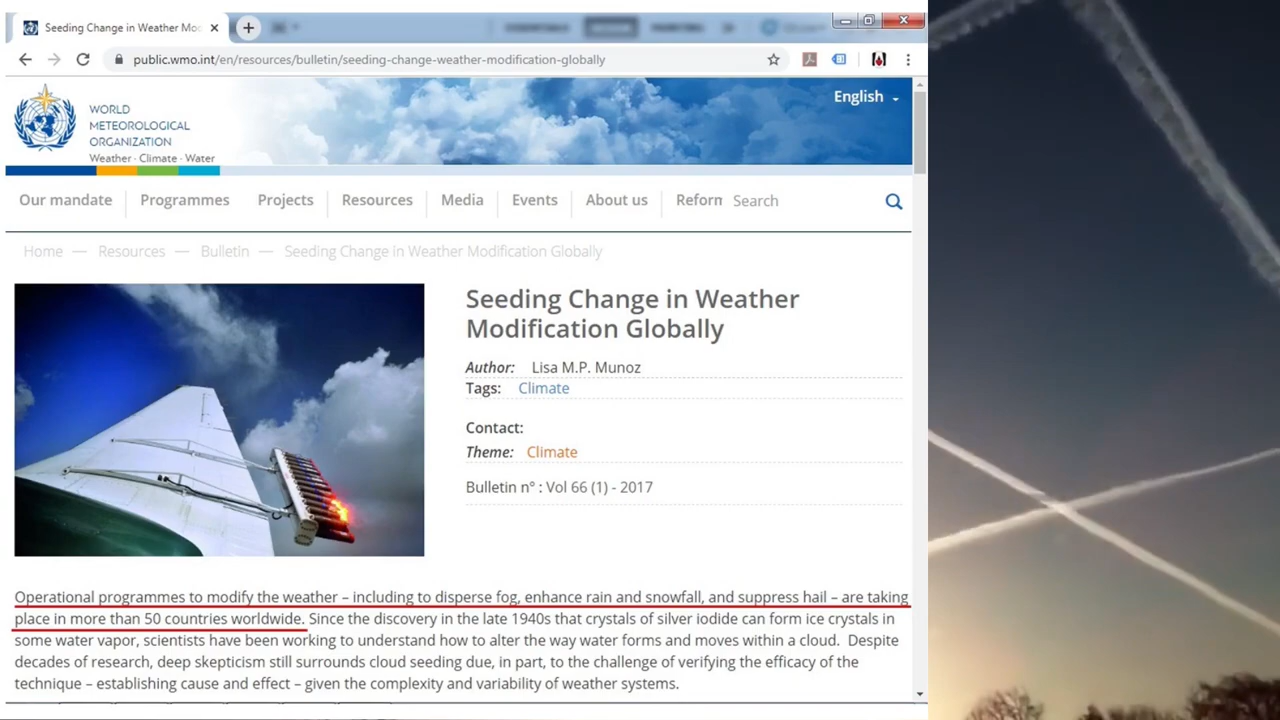 Seeding Change in Weather Mo
public.wmo.int/en/resources/bulletin/seeding-change-weather-modification-globally
English
WORLD
METEOROLOGICAL
ORGANIZATION
Weather · Climate · Water
Our mandate Programmes Projects Resources Media Events About us Reform Search
Home — Resources — Bulletin — Seeding Change in Weather Modification Globally
Seeding Change in Weather
Modification Globally
Author: Lisa M.P. Munoz
Tags: Climate
Contact:
Theme: Climate
Bulletin n° : Vol 66 (1) - 2017
Operational programmes to modify the weather – including to disperse fog, enhance rain and snowfall, and suppress hail – are taking
place in more than 50 countries worldwide. Since the discovery in the late 1940s that crystals of silver iodide can form ice crystals in
some water vapor, scientists have been working to understand how to alter the way water forms and moves within a cloud. Despite
decades of research, deep skepticism still surrounds cloud seeding due, in part, to the challenge of verifying the efficacy of the
technique – establishing cause and effect – given the complexity and variability of weather systems.